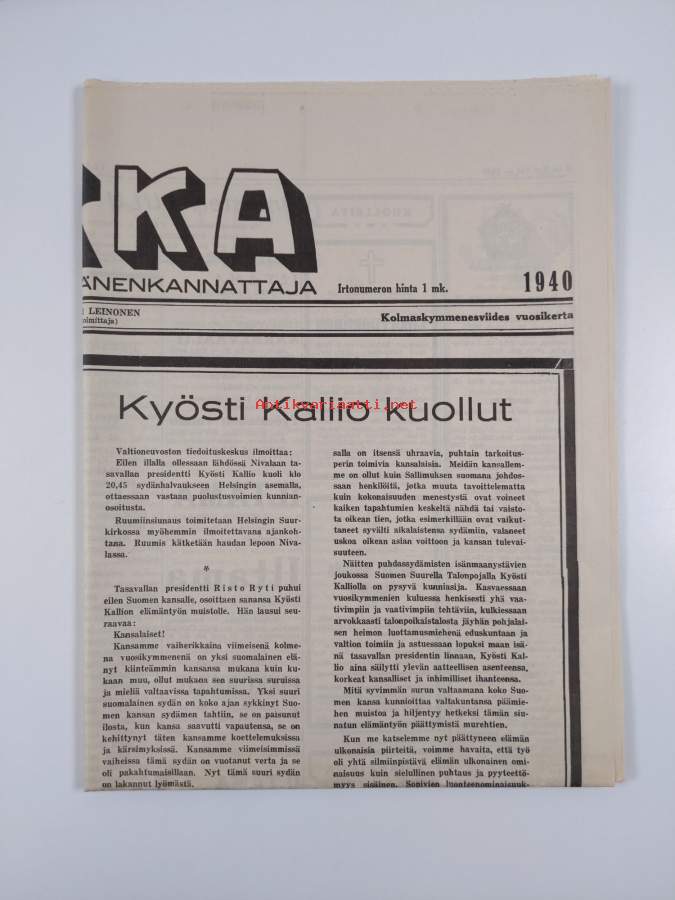 KKA
ÄNENKANNATTAJA
Irtonumeron hinta 1 mk.
1940
LEINONEN
oimittaja)
Kolmaskymmenesviides vuosikerta
Kyösti Kallio kuollut
Antikvariaatti.net
Valtioneuvoston tiedoituskeskus ilmoittaa:
Eilen illalla ollessaan lähdössä Nivalaan ta-
savallan presidentti Kyösti Kallio kuoli klo
20,45 sydänhalvaukseen Helsingin asemalla,
ottaessaan vastaan puolustusvoimien kunnian-
osoitusta.
Ruumiinsiunaus toimitetaan Helsingin Suur-
kirkossa myöhemmin ilmoitettavana ajankoh-
tana. Ruumis kätketään haudan lepoon Niva-
lassa.
*
Tasavallan presidentti Risto Ryti puhui
eilen Suomen kansalle, osoittaen sanansa Kyösti
Kallion elämäntyön muistolle. Hän lausui seu-
raavaa:
Kansalaiset!
Kansamme vaiherikkaina viimeisenä kolme-
na vuosikymmenenä on yksi suomalainen elä-
nyt kiinteämmin kansansa mukana kuin ku-
kaan muu, ollut mukana sen suurissa suruissa
ja mieliä valtaavissa tapahtumissa. Yksi suuri
suomalainen sydän on koko ajan sykkinyt Suo-
men kansan sydämen tahtiin, se on paisunut
ilosta, kun kansa saavutti vapautensa, se on
kehittynyt täten kansamme koettelemuksissa
ja kärsimyksissä. Kansamme viimeisimmissä
vaiheissa tämä sydän on vuotanut verta ja se
oli pakahtumaisillaan. Nyt tämä suuri sydän
on lakannut lyömästä.
salla on itsensä uhraavia, puhtain tarkoitus-
perin toimivia kansalaisia. Meidän kansallem-
me on ollut kuin Sallimuksen suomana johdos-
saan henkilöitä, jotka muuta tavoittelematta
kuin kokonaisuuden menestystä ovat voineet
kaiken tapahtumien keskeltä nähdä tai vaisto-
ta oikean tien, jotka esimerkillään ovat vaikut-
taneet syvälti aikalaistensa sydämiin, valaneet
uskoa oikean asian voittoon ja kansan tulevai-
suuteen.
Näitten puhdassydämisten isänmaanystävien
joukossa Suomen Suurella Talonpojalla Kyösti
Kalliolla on pysyvä kunniasija. Kasvaessaan
vuosikymmenien kuluessa henkisesti yhä vaa-
tivimpiin ja vaativimpiin tehtäviin, kulkiessaan
arvokkaasti talonpoikaistalosta jäyhän pohjalai-
sen heimon luottamusmiehenä eduskuntaan ja
valtion toimiin ja astuessaan lopuksi maan isä-
nä tasavallan presidentin linnaan, Kyösti Kal-
lio aina säilytti ylevän aatteellisen asenteensa,
korkeat kansalliset ja inhimilliset ihanteensa.
Mitä syvimmän surun valtaamana koko Suo-
men kansa kunnioittaa valtakuntansa päämie-
hen muistoa ja hiljentyy hetkeksi tämän siu-
natun elämäntyön päättymistä murehtien.
Kun me katselemme nyt päättyneen elämän
ulkonaisia piirteitä, voimme havaita, että työ
oli yhtä silmiinpistävä elämän ulkonainen omi-
naisuus kuin sielullinen puhtaus ja pyyteettö-
myys sisäinen. Sopivien luonteenominaisuuk-